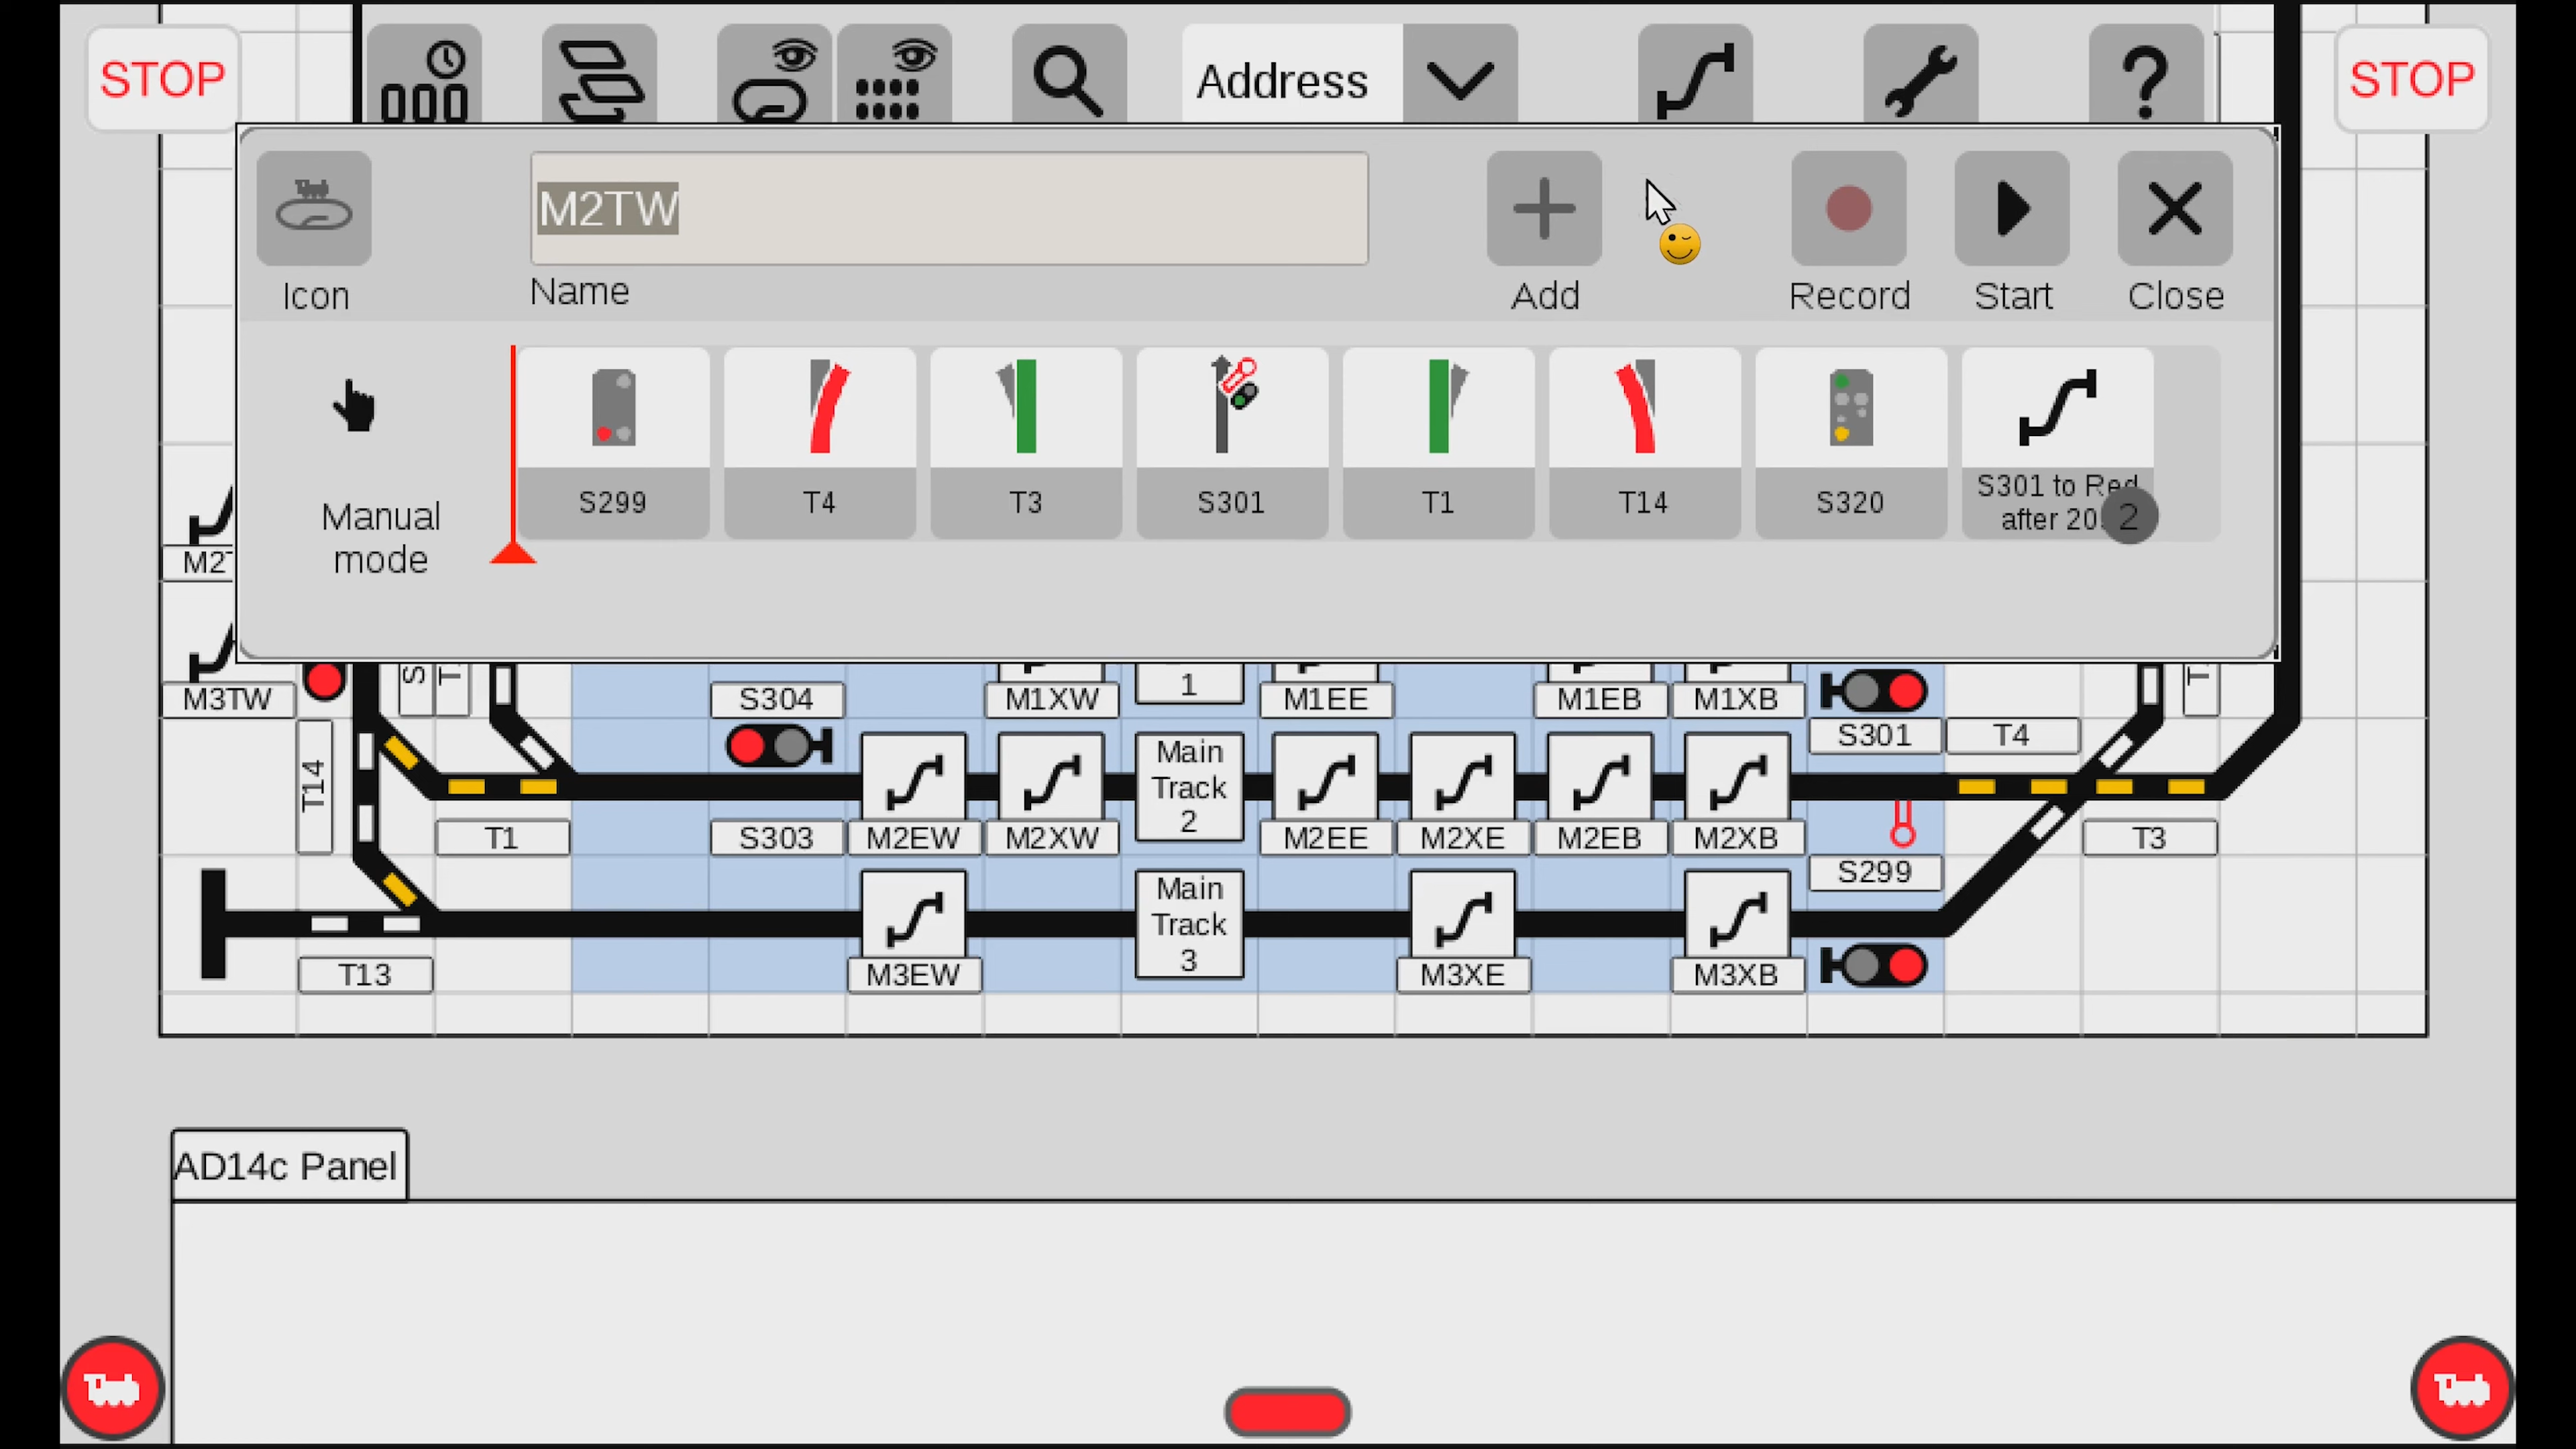 STOP
Address
?
STOP
M2TW
Icon
Name
Add
Record
Start
Close
Manual
mode
S299
T4
T3
S301
T1
T14
S320
S301 to Red
after 20
2
M2T
M3TW
S
T
S304
M1XW
1
M1EE
M1EB
M1XB
T
S301
T4
T14
Main
Track
2
T1
S303
M2EW
M2XW
M2EE
M2XE
M2EB
M2XB
T3
S299
Main
Track
3
T13
M3EW
M3XE
M3XB
AD14c Panel